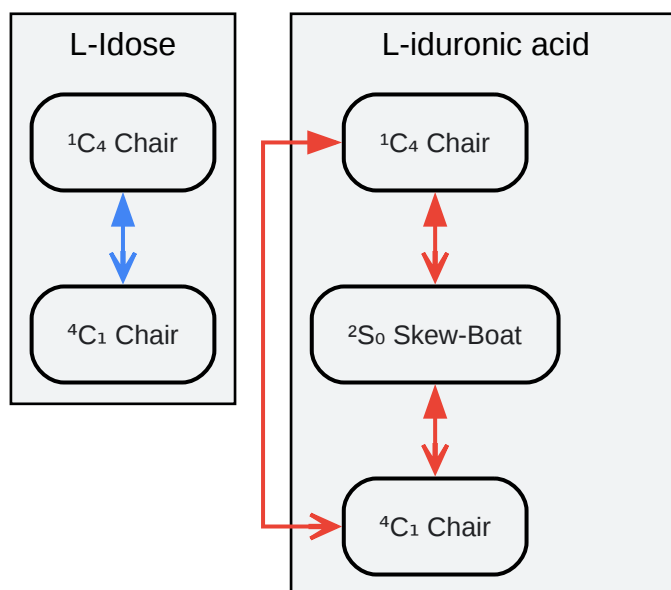 L-Idose
¹C₄ Chair
⁴C₁ Chair
L-iduronic acid
¹C₄ Chair
²S₀ Skew-Boat
⁴C₁ Chair